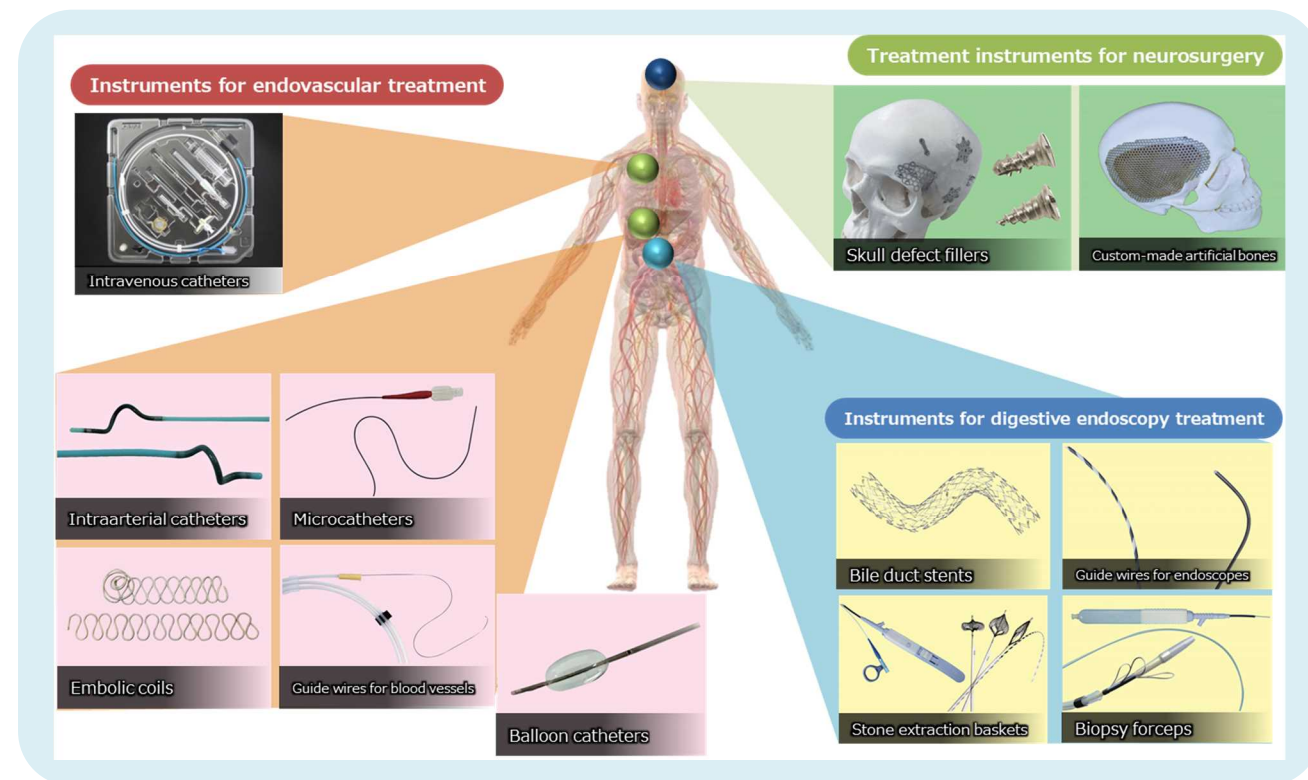 Instruments for endovascular treatment
Intravenous catheters
Treatment instruments for neurosurgery
Skull defect fillers
Custom-made artificial bones
Intraarterial catheters
Microcatheters
Embolic coils
Guide wires for blood vessels
Balloon catheters
Instruments for digestive endoscopy treatment
Bile duct stents
Guide wires for endoscopes
Stone extraction baskets
Biopsy forceps